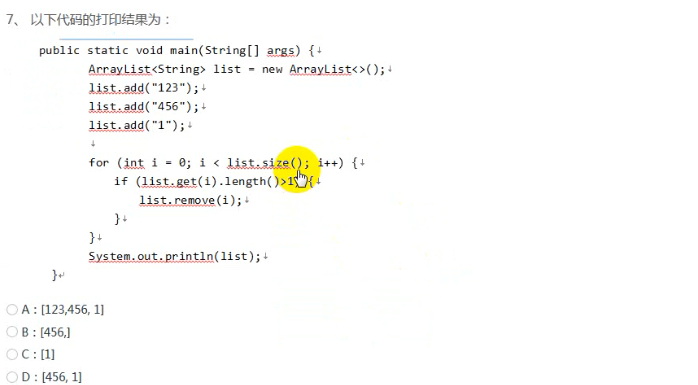 7、 以下代码的打印结果为：
public static void main(String[] args) {
ArrayList<String> list = new ArrayList<>();
list.add("123");
list.add("456");
list.add("1");
for (int i = 0; i < list.size(); i++) {
if (list.get(i).length()>1){
list.remove(i);
}
}
System.out.println(list);
}
A : [123,456, 1]
B : [456,]
C : [1]
D : [456, 1]